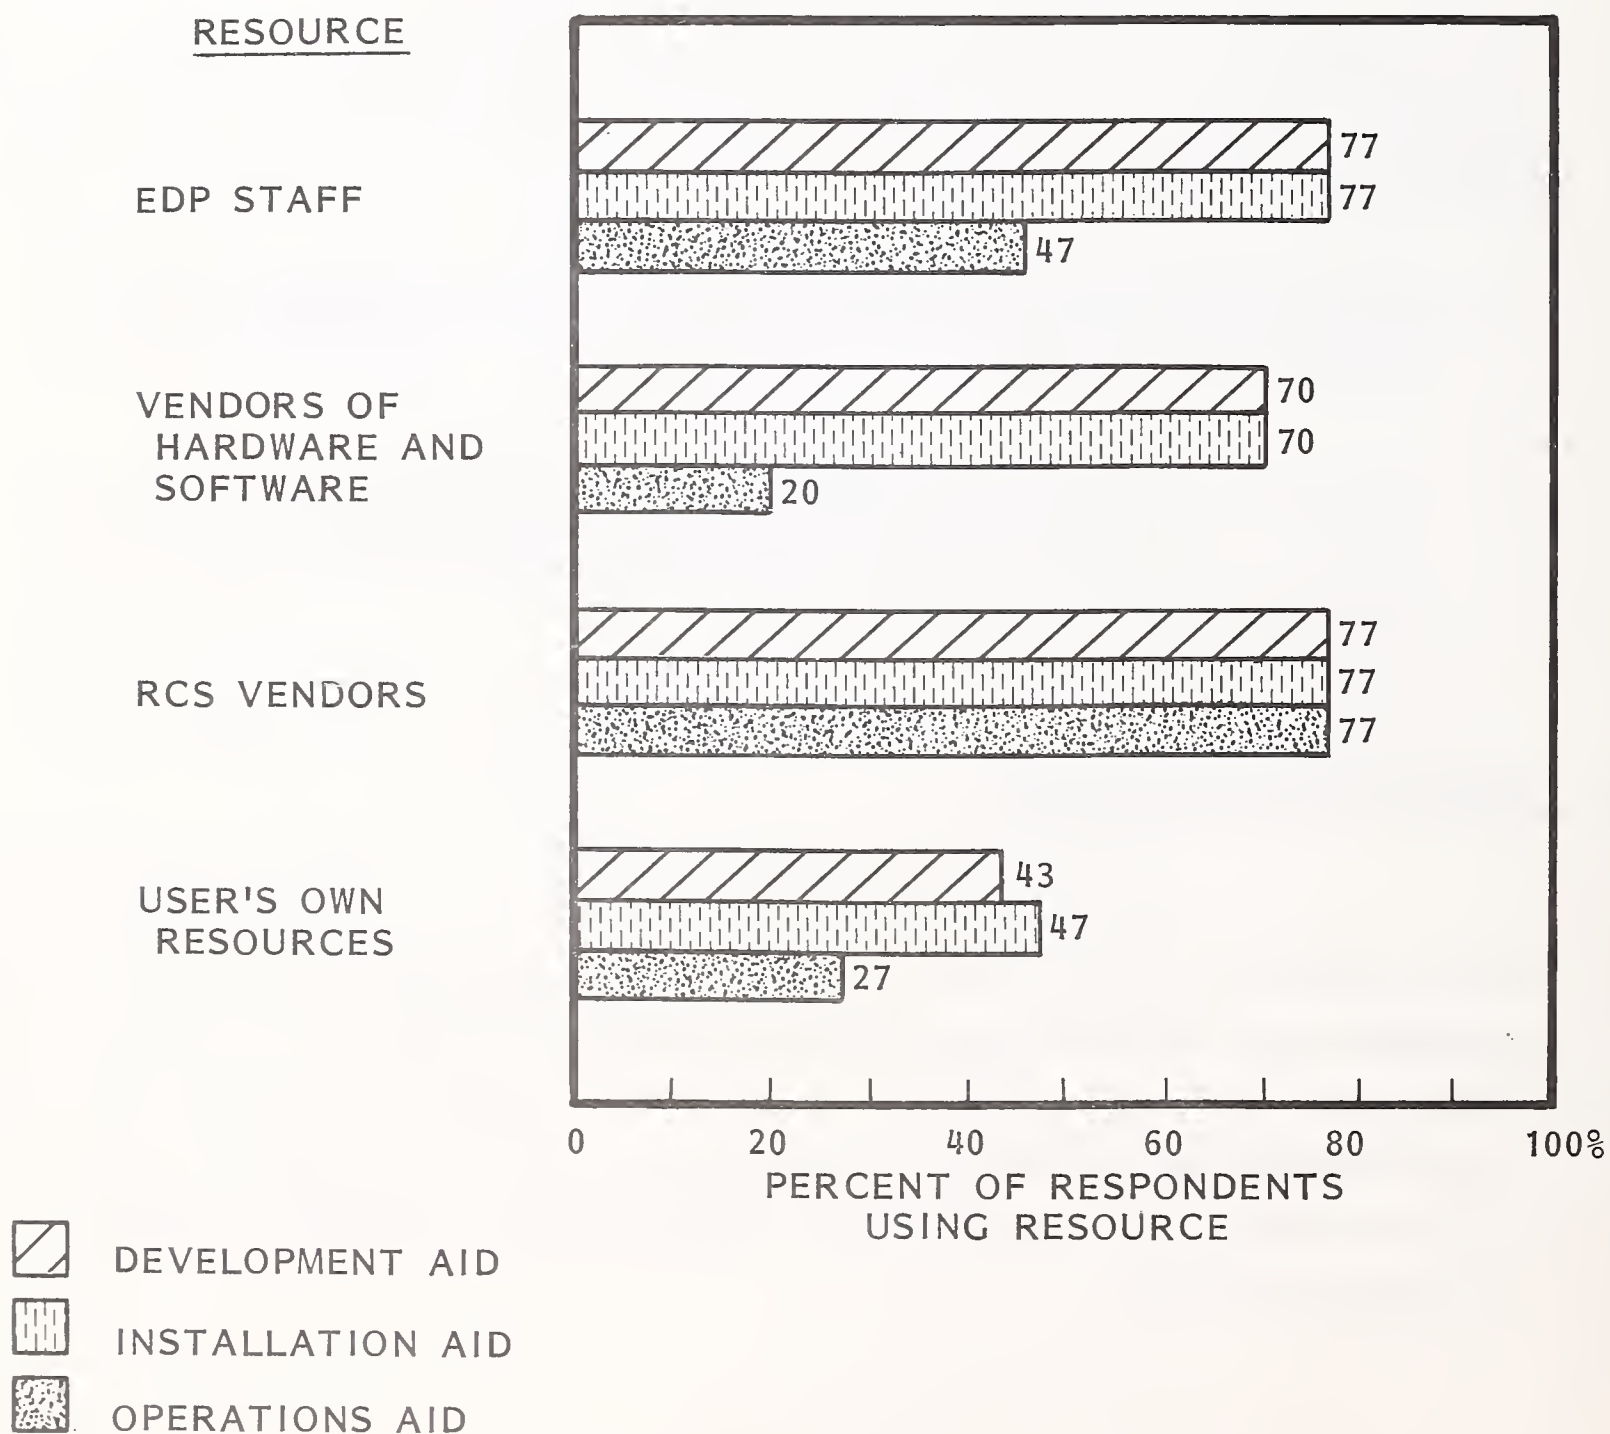 RESOURCE
EDP STAFF
77
77
47
VENDORS OF
HARDWARE AND
SOFTWARE
70
70
20
RCS VENDORS
77
77
77
USER'S OWN
RESOURCES
43
47
27
0 20 40 60 80 100%
PERCENT OF RESPONDENTS
USING RESOURCE
DEVELOPMENT AID
INSTALLATION AID
OPERATIONS AID